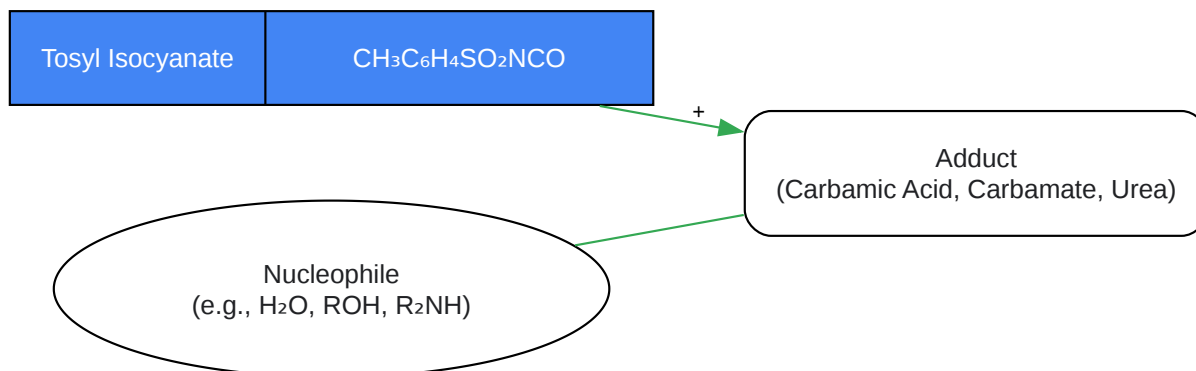 Tosyl Isocyanate
CH₃C₆H₄SO₂NCO
+
Adduct
(Carbamic Acid, Carbamate, Urea)
Nucleophile
(e.g., H₂O, ROH, R₂NH)